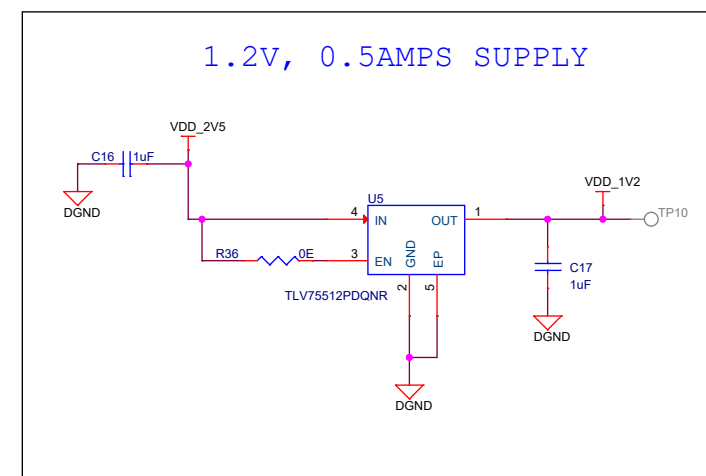 1.2V, 0.5AMPS SUPPLY
VDD_2V5
C16 1uF
DGND
U5
4 IN OUT 1
R36 0E 3 EN
GND EP
2 5
TLV75512PDQNR
DGND
VDD_1V2
TP10
C17
1uF
DGND